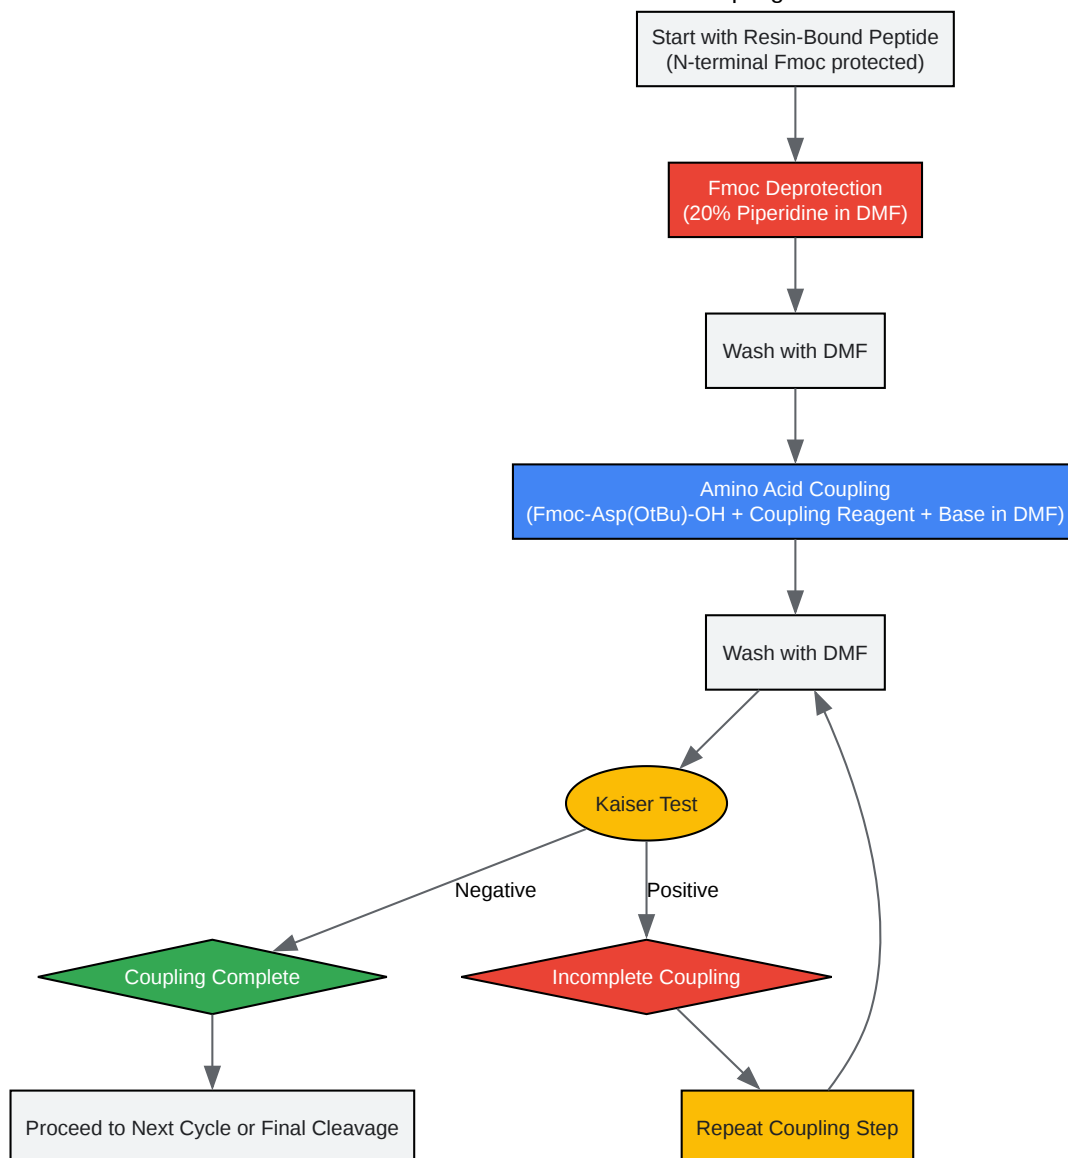 Start with Resin-Bound Peptide
(N-terminal Fmoc protected)
Fmoc Deprotection
(20% Piperidine in DMF)
Wash with DMF
Amino Acid Coupling
(Fmoc-Asp(OtBu)-OH + Coupling Reagent + Base in DMF)
Wash with DMF
Kaiser Test
Negative
Positive
Coupling Complete
Incomplete Coupling
Proceed to Next Cycle or Final Cleavage
Repeat Coupling Step